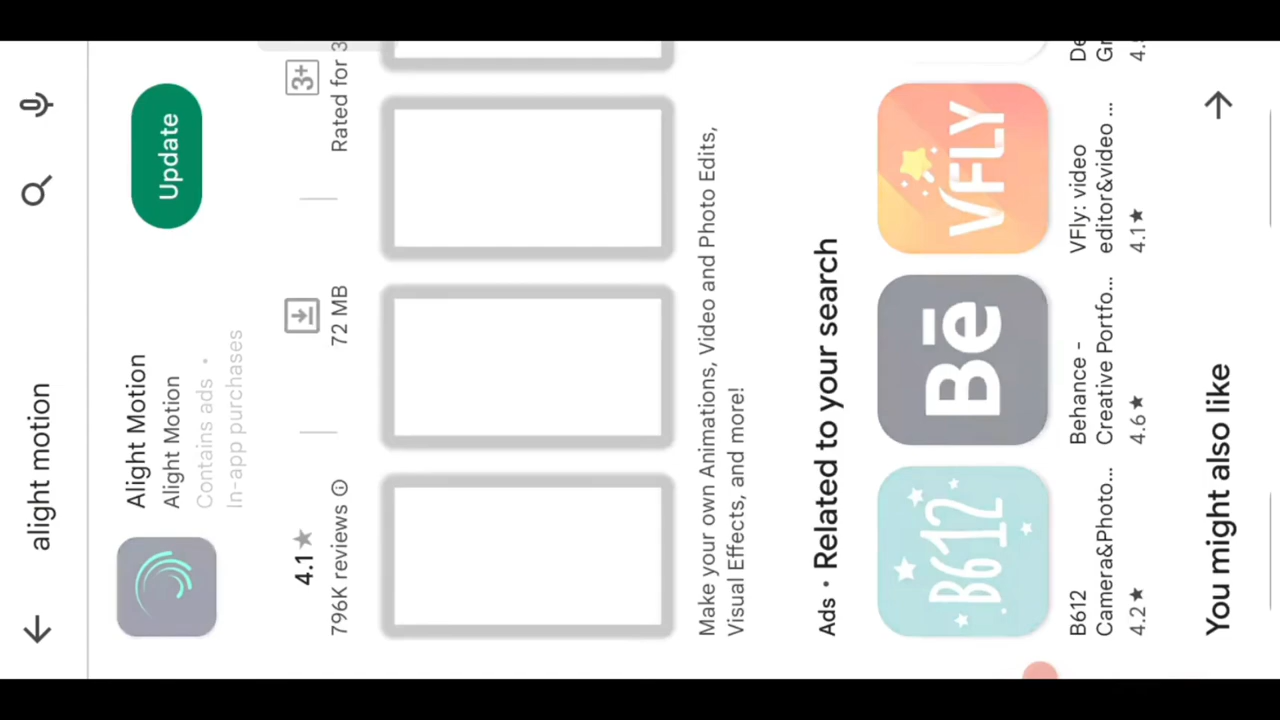 alight motion
Alight Motion
Alight Motion
Contains ads •
In-app purchases
Update
4.1★
796K reviews
72 MB
3+
Rated for 3
Make your own Animations, Video and Photo Edits,
Visual Effects, and more!
Ads • Related to your search
B612
B612
Camera&Photo...
4.2★
Bē
Behance -
Creative Portfo...
4.6★
VFLY
VFly: video
editor&video ...
4.1★
De
Gr
4.
You might also like